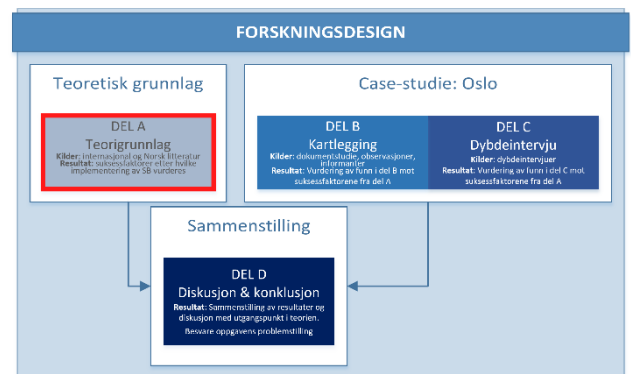 FORSKNINGSDESIGN
Teoretisk grunnlag
DEL A
Teorigrunnlag
Kilder: internasjonal og Norsk litteratur
Resultat: suksessfaktorer etter hvilke
implementering av SB vurderes
Case-studie: Oslo
DEL B
Kartlegging
Kilder: dokumentstudie, observasjoner,
informanter
Resultat: Vurdering av funn i del B mot
suksessfaktorene fra del A
DEL C
Dybdeintervju
Kilder: dybdeintervjuer
Resultat: Vurdering av funn i del C mot
suksessfaktorene fra del A
Sammenstilling
DEL D
Diskusjon & konklusjon
Resultat: Sammenstilling av resultater og
diskusjon med utgangspunkt i teorien.
Besvare oppgavens problemstilling